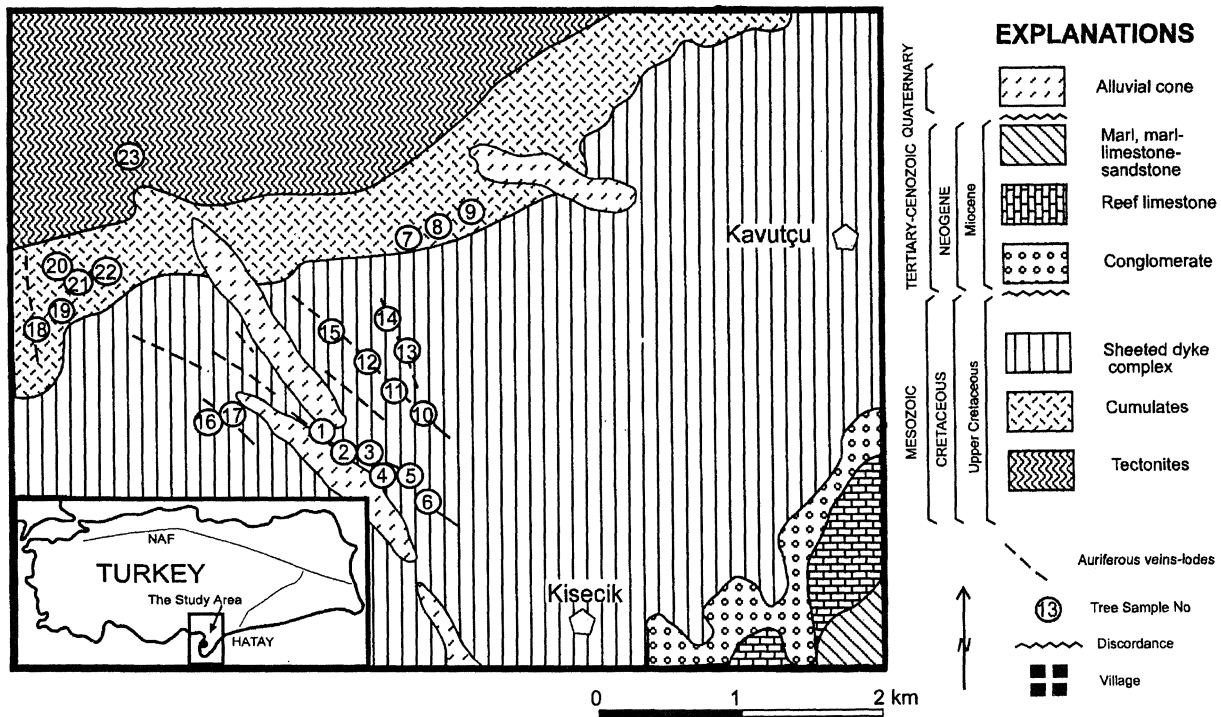 EXPLANATIONS
QUATERNARY
TERTIARY-CENOZOIC
NEOGENE
Miocene
MESOZOIC
CRETACEOUS
Upper Cretaceous
Alluvial cone
Marl, marl-
limestone-
sandstone
Reef limestone
Conglomerate
Sheeted dyke
complex
Cumulates
Tectonites
Auriferous veins-lodes
13
Tree Sample No
Discordance
Village
N
23
9
8
7
Kavutçu
20
22
21
19
18
14
15
13
12
11
10
16
17
1
2
3
4
5
6
Kisecik
NAF
TURKEY
The Study Area
HATAY
0
1
2 km